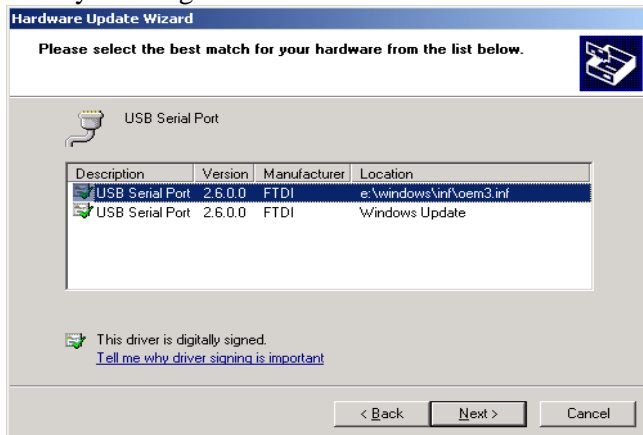 Hardware Update Wizard
Please select the best match for your hardware from the list below.
USB Serial Port
Description Version Manufacturer Location
USB Serial Port 2.6.0.0 FTDI e:\windows\inf\oem3.inf
USB Serial Port 2.6.0.0 FTDI Windows Update
This driver is digitally signed.
Tell me why driver signing is important
< Back Next > Cancel